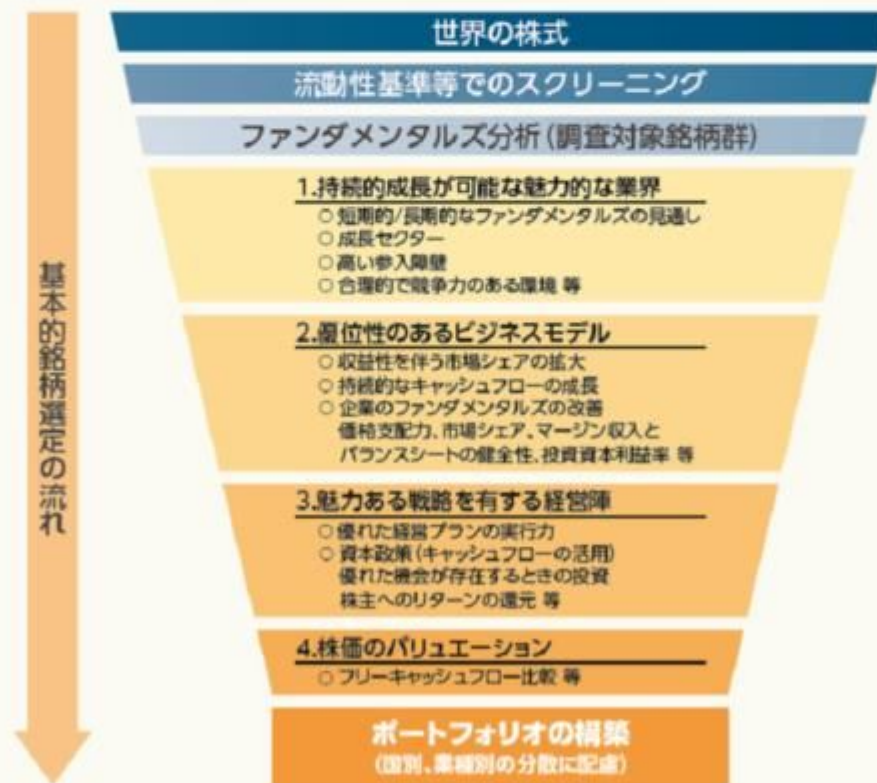 世界の株式
流動性基準等でのスクリーニング
ファンダメンタルズ分析(調査対象銘柄群)
基本的銘柄選定の流れ
1.持続的成長が可能な魅力的な業界
○ 短期的/長期的なファンダメンタルズの見通し
○ 成長セクター
○ 高い参入障壁
○ 合理的で競争力のある環境 等
2.優位性のあるビジネスモデル
○ 収益性を伴う市場シェアの拡大
○ 持続的なキャッシュフローの成長
○ 企業のファンダメンタルズの改善
価格支配力、市場シェア、マージン収入と
バランスシートの健全性、投資資本利益率 等
3.魅力ある戦略を有する経営陣
○ 優れた経営プランの実行力
○ 資本政策(キャッシュフローの活用)
優れた機会が存在するときの投資
株主へのリターンの還元 等
4.株価のバリュエーション
○ フリーキャッシュフロー比較 等
ポートフォリオの構築
(国別、業種別の分散に配慮)